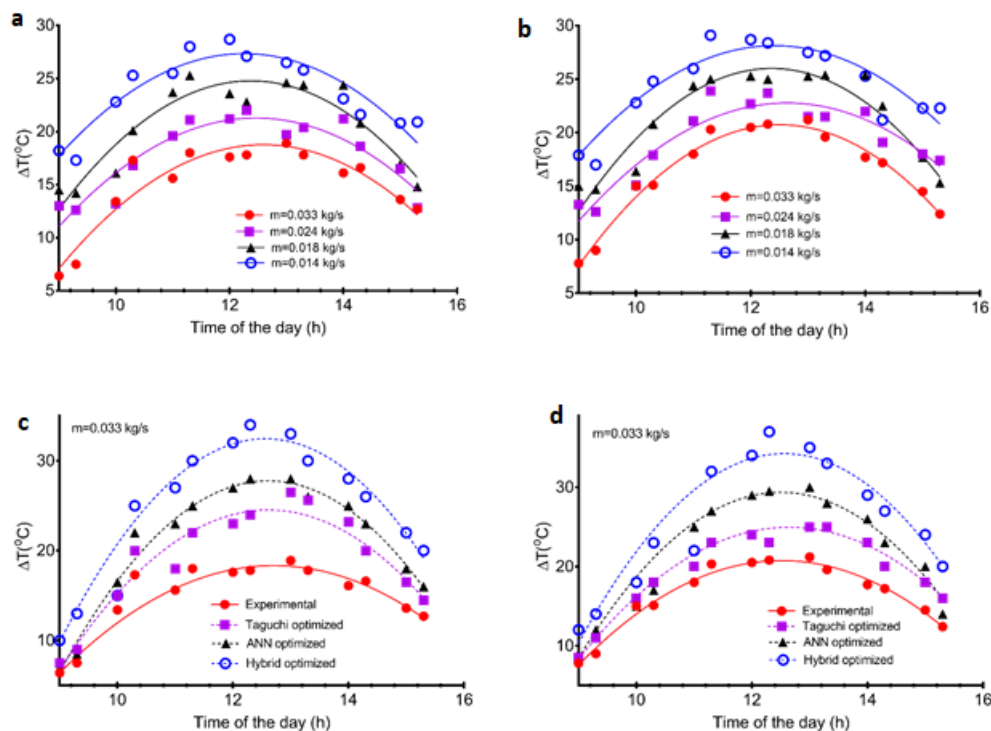 a
30
25
20
15
10
5
ΔT(°C)
10
12
14
16
Time of the day (h)
m=0.033 kg/s
m=0.024 kg/s
m=0.018 kg/s
m=0.014 kg/s
b
30
25
20
15
10
5
ΔT(°C)
10
12
14
16
Time of the day (h)
m=0.033 kg/s
m=0.024 kg/s
m=0.018 kg/s
m=0.014 kg/s
c
m=0.033 kg/s
30
20
10
ΔT(°C)
10
12
14
16
Time of the day (h)
Experimental
Taguchi optimized
ANN optimized
Hybrid optimized
d
m=0.033 kg/s
30
20
10
ΔT(°C)
10
12
14
16
Time of the day (h)
Experimental
Taguchi optimized
ANN optimized
Hybrid optimized